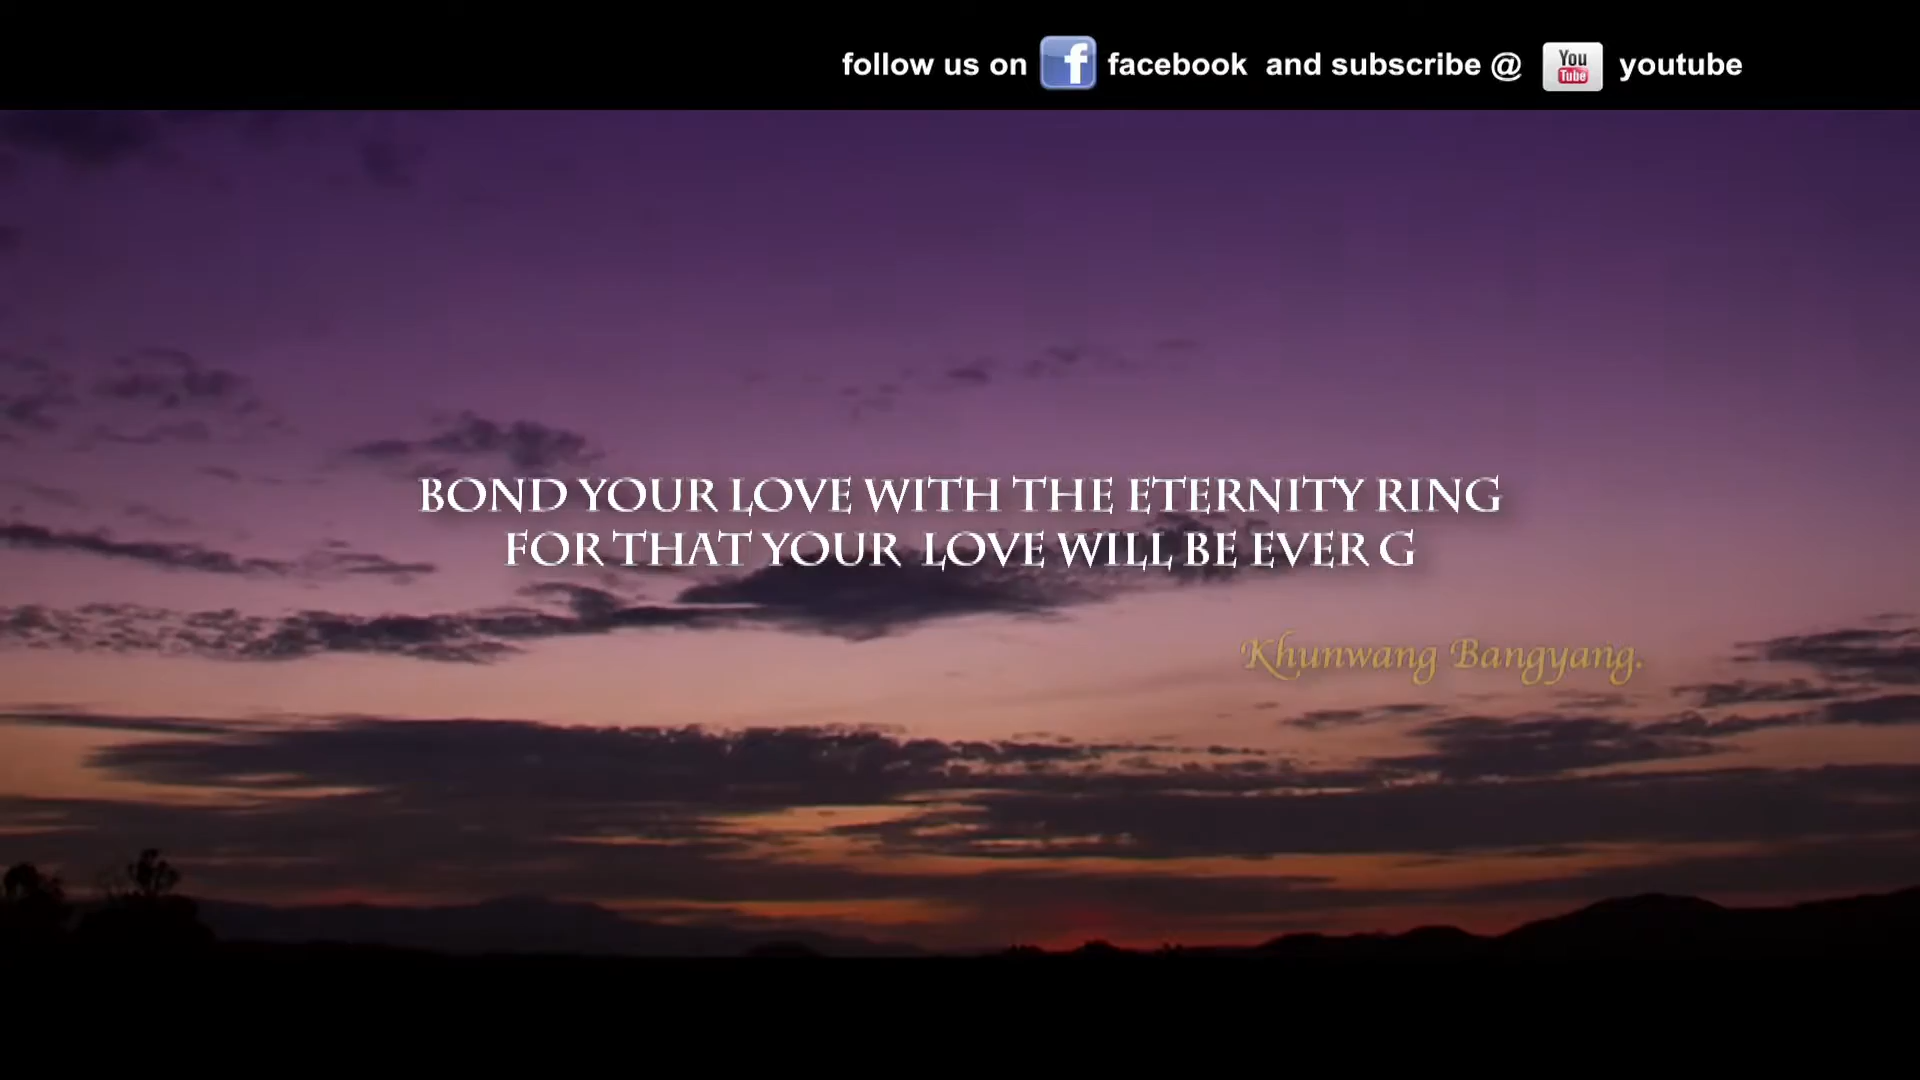 follow us on f facebook and subscribe @ You Tube youtube
BOND YOUR LOVE WITH THE ETERNITY RING
FOR THAT YOUR LOVE WILL BE EVER G
Khunwang Bangyang.